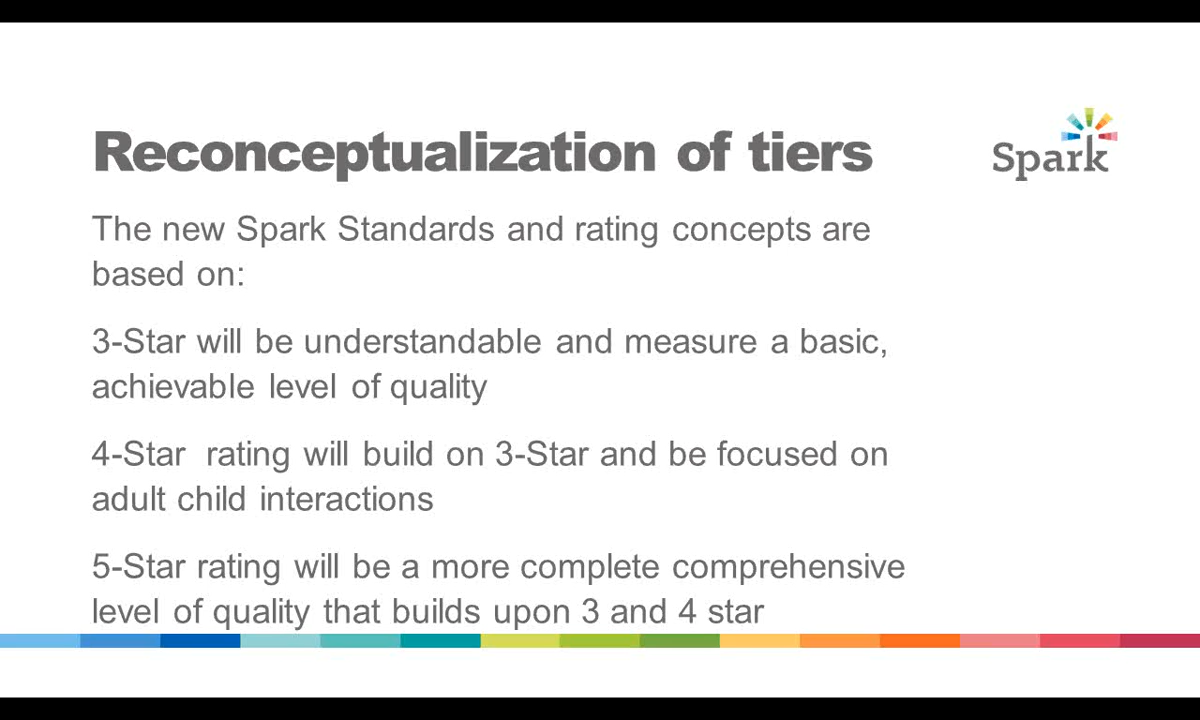 Reconceptualization of tiers
Spark
The new Spark Standards and rating concepts are
based on:
3-Star will be understandable and measure a basic,
achievable level of quality
4-Star rating will build on 3-Star and be focused on
adult child interactions
5-Star rating will be a more complete comprehensive
level of quality that builds upon 3 and 4 star